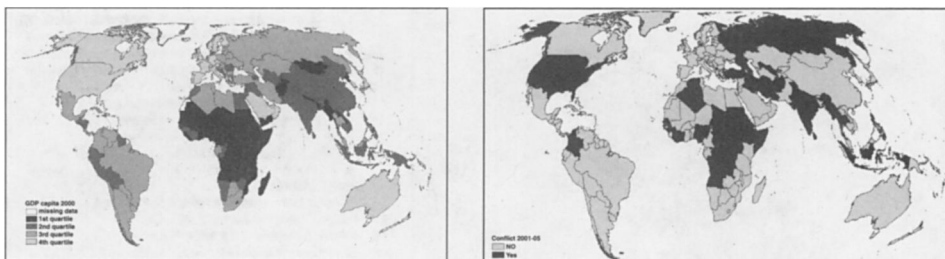 GDP capita 2000
missing data
1st quartile
2nd quartile
3rd quartile
4th quartile
Conflict 2001-05
NO
Yes